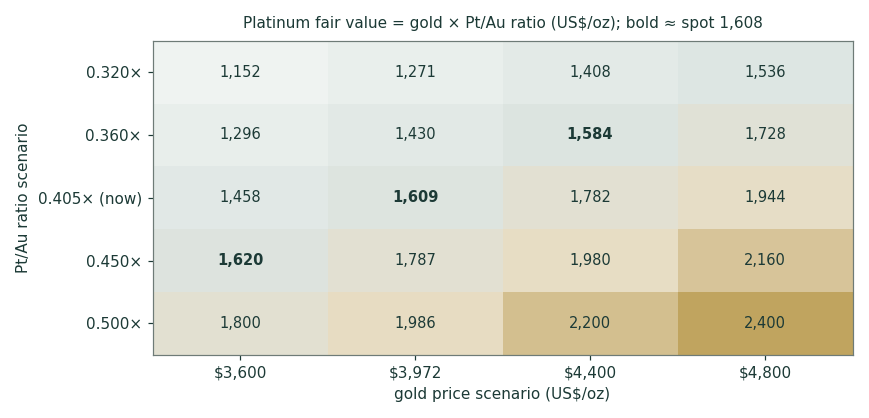 Platinum fair value = gold × Pt/Au ratio (US$/oz); bold ≈ spot 1,608
Pt/Au ratio scenario
0.320× 1,152 1,271 1,408 1,536
0.360× 1,296 1,430 1,584 1,728
0.405× (now) 1,458 1,609 1,782 1,944
0.450× 1,620 1,787 1,980 2,160
0.500× 1,800 1,986 2,200 2,400
$3,600 $3,972 $4,400 $4,800
gold price scenario (US$/oz)